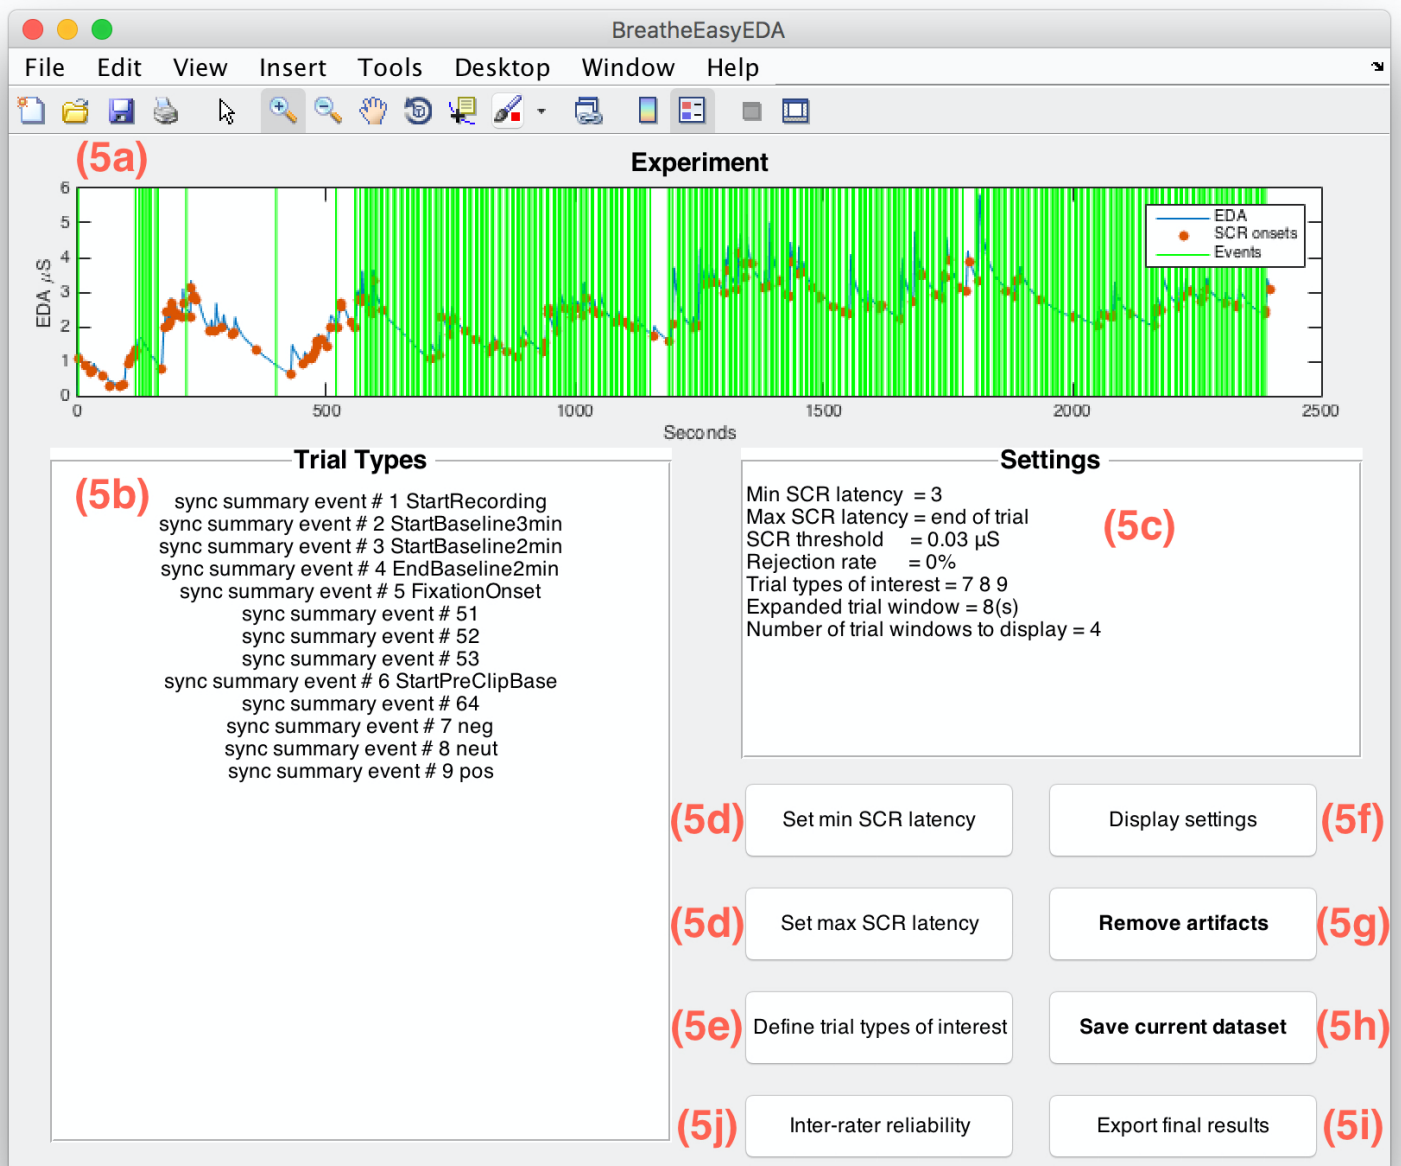 BreatheEasyEDA
File Edit View Insert Tools Desktop Window Help
(5a)
Experiment
6
5
4
3
2
1
0
EDA µS
EDA
SCR onsets
Events
0 500 1000 1500 2000 2500
Seconds
Trial Types
(5b)
sync summary event # 1 StartRecording
sync summary event # 2 StartBaseline3min
sync summary event # 3 StartBaseline2min
sync summary event # 4 EndBaseline2min
sync summary event # 5 FixationOnset
sync summary event # 51
sync summary event # 52
sync summary event # 53
sync summary event # 6 StartPreClipBase
sync summary event # 64
sync summary event # 7 neg
sync summary event # 8 neut
sync summary event # 9 pos
Settings
Min SCR latency = 3
Max SCR latency = end of trial
SCR threshold = 0.03 µS
Rejection rate = 0%
Trial types of interest = 7 8 9
Expanded trial window = 8(s)
Number of trial windows to display = 4
(5c)
(5d) Set min SCR latency
Display settings (5f)
(5d) Set max SCR latency
Remove artifacts (5g)
(5e) Define trial types of interest
Save current dataset (5h)
(5j) Inter-rater reliability
Export final results (5i)